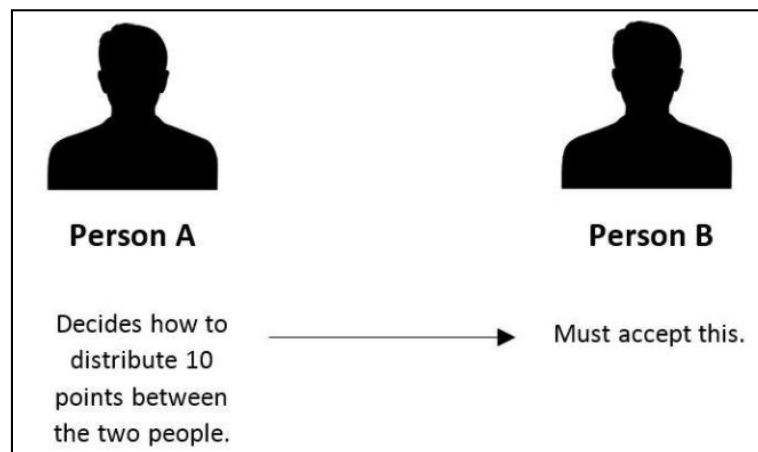 Person A
Person B
Decides how to
distribute 10
points between
the two people.
Must accept this.